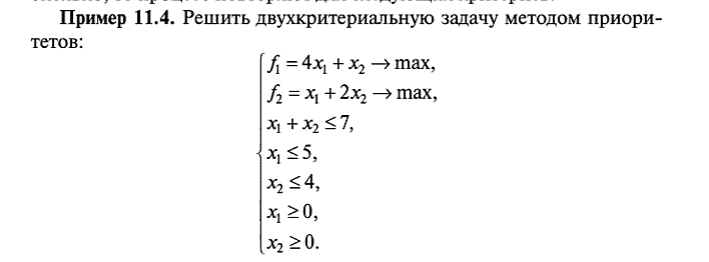 Пример 11.4. Решить двухкритериальную задачу методом приори-
тетов:
f₁ = 4x₁ + x₂ → max,
f₂ = x₁ + 2x₂ → max,
x₁ + x₂ ≤ 7,
x₁ ≤ 5,
x₂ ≤ 4,
x₁ ≥ 0,
x₂ ≥ 0.